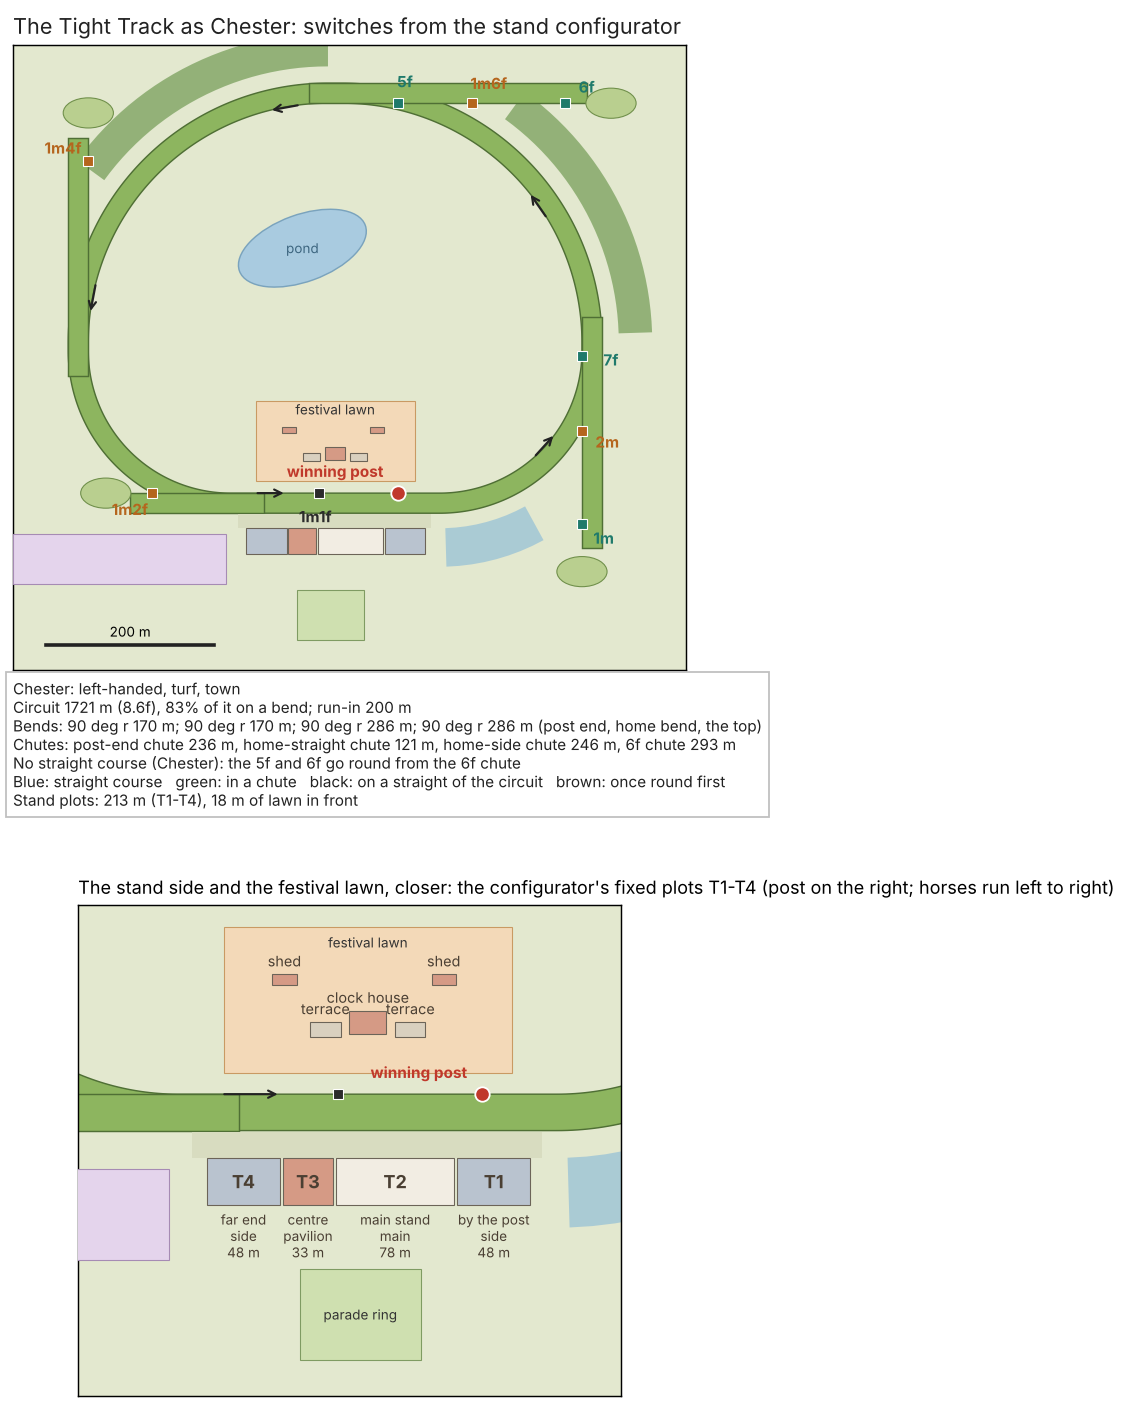 The Tight Track as Chester: switches from the stand configurator
5f
1m6f
6f
1m4f
pond
7f
festival lawn
2m
winning post
1m2f
1m1f
1m
200 m
Chester: left-handed, turf, town
Circuit 1721 m (8.6f), 83% of it on a bend; run-in 200 m
Bends: 90 deg r 170 m; 90 deg r 170 m; 90 deg r 286 m; 90 deg r 286 m (post end, home bend, the top)
Chutes: post-end chute 236 m, home-straight chute 121 m, home-side chute 246 m, 6f chute 293 m
No straight course (Chester): the 5f and 6f go round from the 6f chute
Blue: straight course   green: in a chute   black: on a straight of the circuit   brown: once round first
Stand plots: 213 m (T1-T4), 18 m of lawn in front
The stand side and the festival lawn, closer: the configurator's fixed plots T1-T4 (post on the right; horses run left to right)
festival lawn
shed shed
clock house
terrace terrace
winning post
T4 T3 T2 T1
far end centre main stand by the post
side pavilion main side
48 m 33 m 78 m 48 m
parade ring